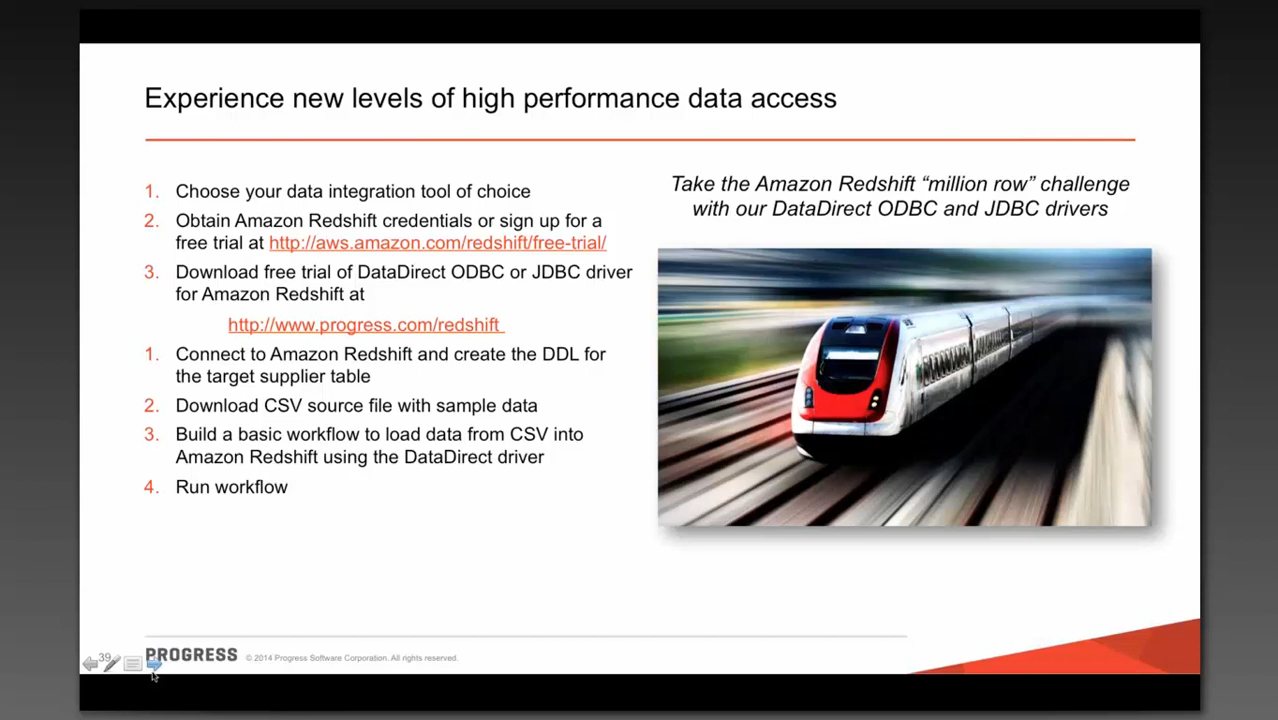 Experience new levels of high performance data access
1. Choose your data integration tool of choice
2. Obtain Amazon Redshift credentials or sign up for a
free trial at http://aws.amazon.com/redshift/free-trial/
3. Download free trial of DataDirect ODBC or JDBC driver
for Amazon Redshift at
http://www.progress.com/redshift
1. Connect to Amazon Redshift and create the DDL for
the target supplier table
2. Download CSV source file with sample data
3. Build a basic workflow to load data from CSV into
Amazon Redshift using the DataDirect driver
4. Run workflow
Take the Amazon Redshift “million row” challenge
with our DataDirect ODBC and JDBC drivers
39
PROGRESS
© 2014 Progress Software Corporation. All rights reserved.